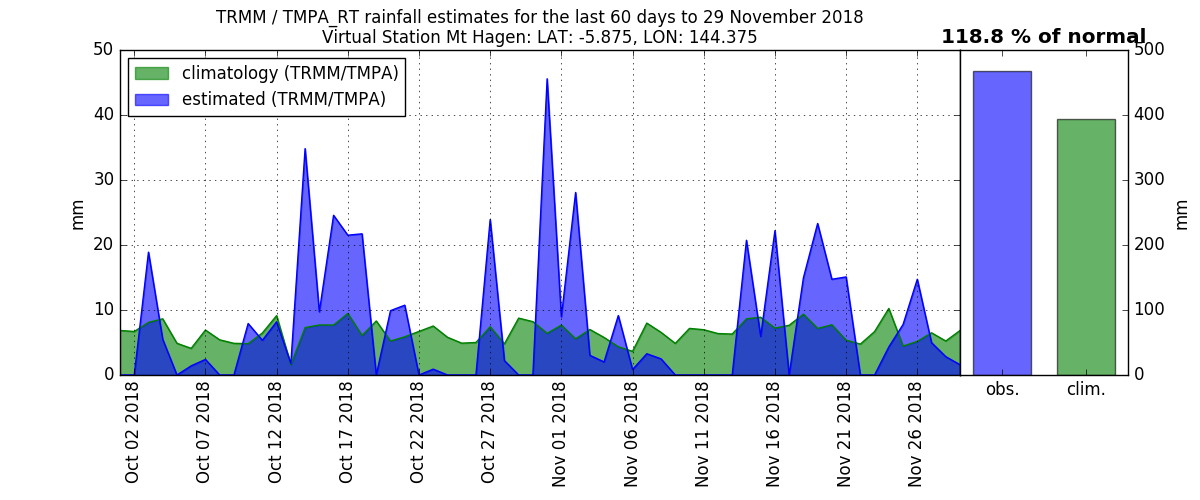 TRMM / TMPA_RT rainfall estimates for the last 60 days to 29 November 2018
Virtual Station Mt Hagen: LAT: -5.875, LON: 144.375
118.8 % of normal
climatology (TRMM/TMPA)
estimated (TRMM/TMPA)
50
40
30
20
10
0
mm
Oct 02 2018
Oct 07 2018
Oct 12 2018
Oct 17 2018
Oct 22 2018
Oct 27 2018
Nov 01 2018
Nov 06 2018
Nov 11 2018
Nov 16 2018
Nov 21 2018
Nov 26 2018
500
400
300
200
100
0
mm
obs.
clim.